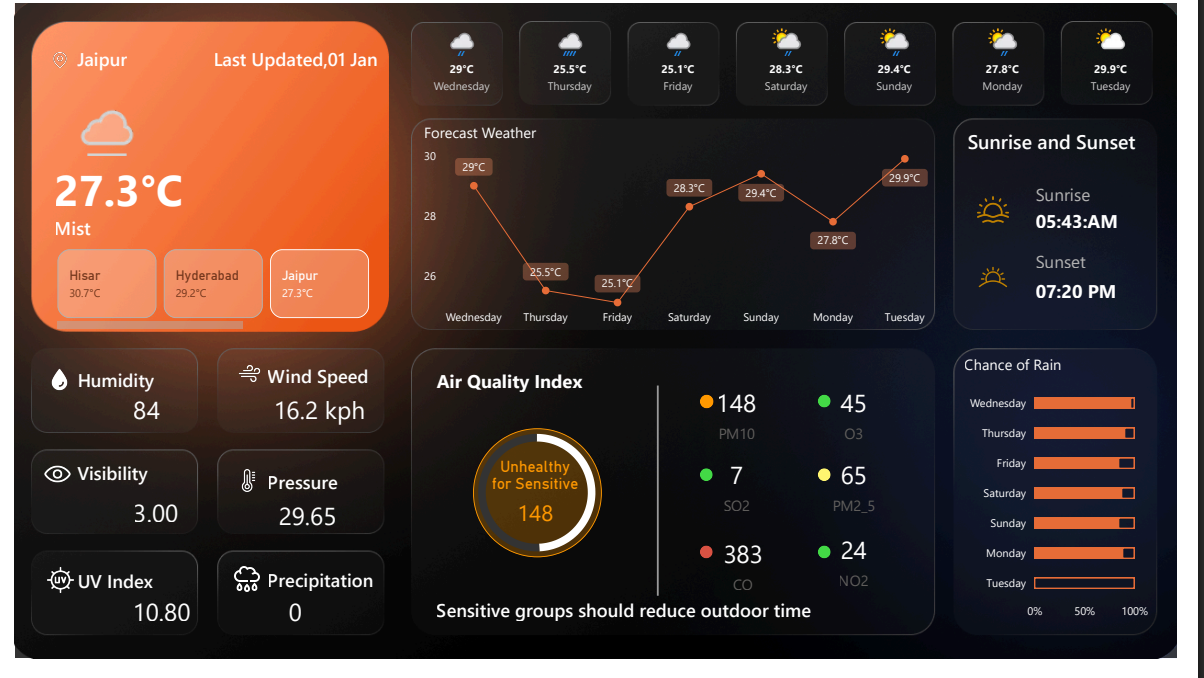 Jaipur
Last Updated,01 Jan
27.3°C
Mist
Hisar
30.7°C
Hyderabad
29.2°C
Jaipur
27.3°C
29°C
Wednesday
25.5°C
Thursday
25.1°C
Friday
28.3°C
Saturday
29.4°C
Sunday
27.8°C
Monday
29.9°C
Tuesday
Forecast Weather
30
28
26
29°C
25.5°C
25.1°C
28.3°C
29.4°C
27.8°C
29.9°C
Wednesday Thursday Friday Saturday Sunday Monday Tuesday
Sunrise and Sunset
Sunrise
05:43:AM
Sunset
07:20 PM
Humidity
84
Wind Speed
16.2 kph
Visibility
3.00
Pressure
29.65
UV
UV Index
10.80
Precipitation
0
Air Quality Index
Unhealthy
for Sensitive
148
148
PM10
45
O3
7
SO2
65
PM2_5
383
CO
24
NO2
Sensitive groups should reduce outdoor time
Chance of Rain
Wednesday
Thursday
Friday
Saturday
Sunday
Monday
Tuesday
0% 50% 100%